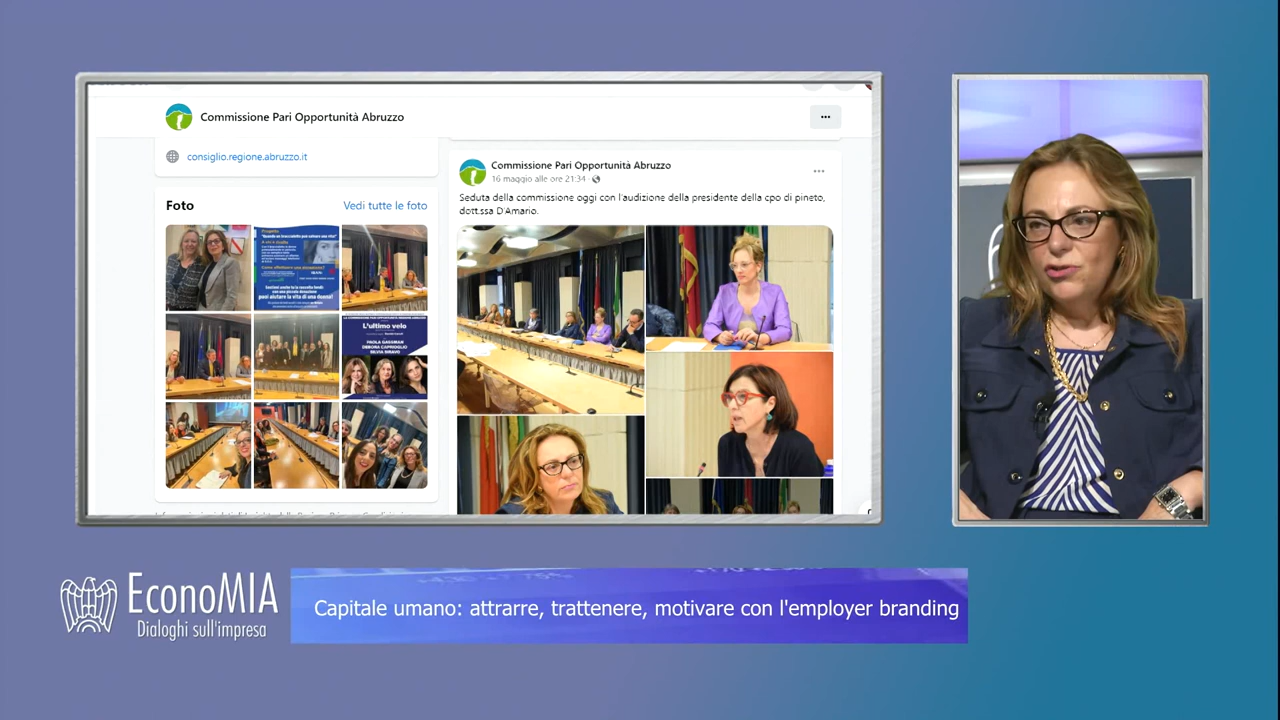 Commissione Pari Opportunità Abruzzo
consiglio.regione.abruzzo.it
Foto
Vedi tutte le foto
Commissione Pari Opportunità Abruzzo
16 maggio alle ore 21:34
Seduta della commissione oggi con l'audizione della presidente della cpo di pineto,
dott.ssa D'Amario.
L'ultimo velo
PAOLA GASSMAN
DEBORA CAPRIOGLIO
SILVIA SIRAVO
EconoMIA
Dialoghi sull'impresa
Capitale umano: attrarre, trattenere, motivare con l'employer branding